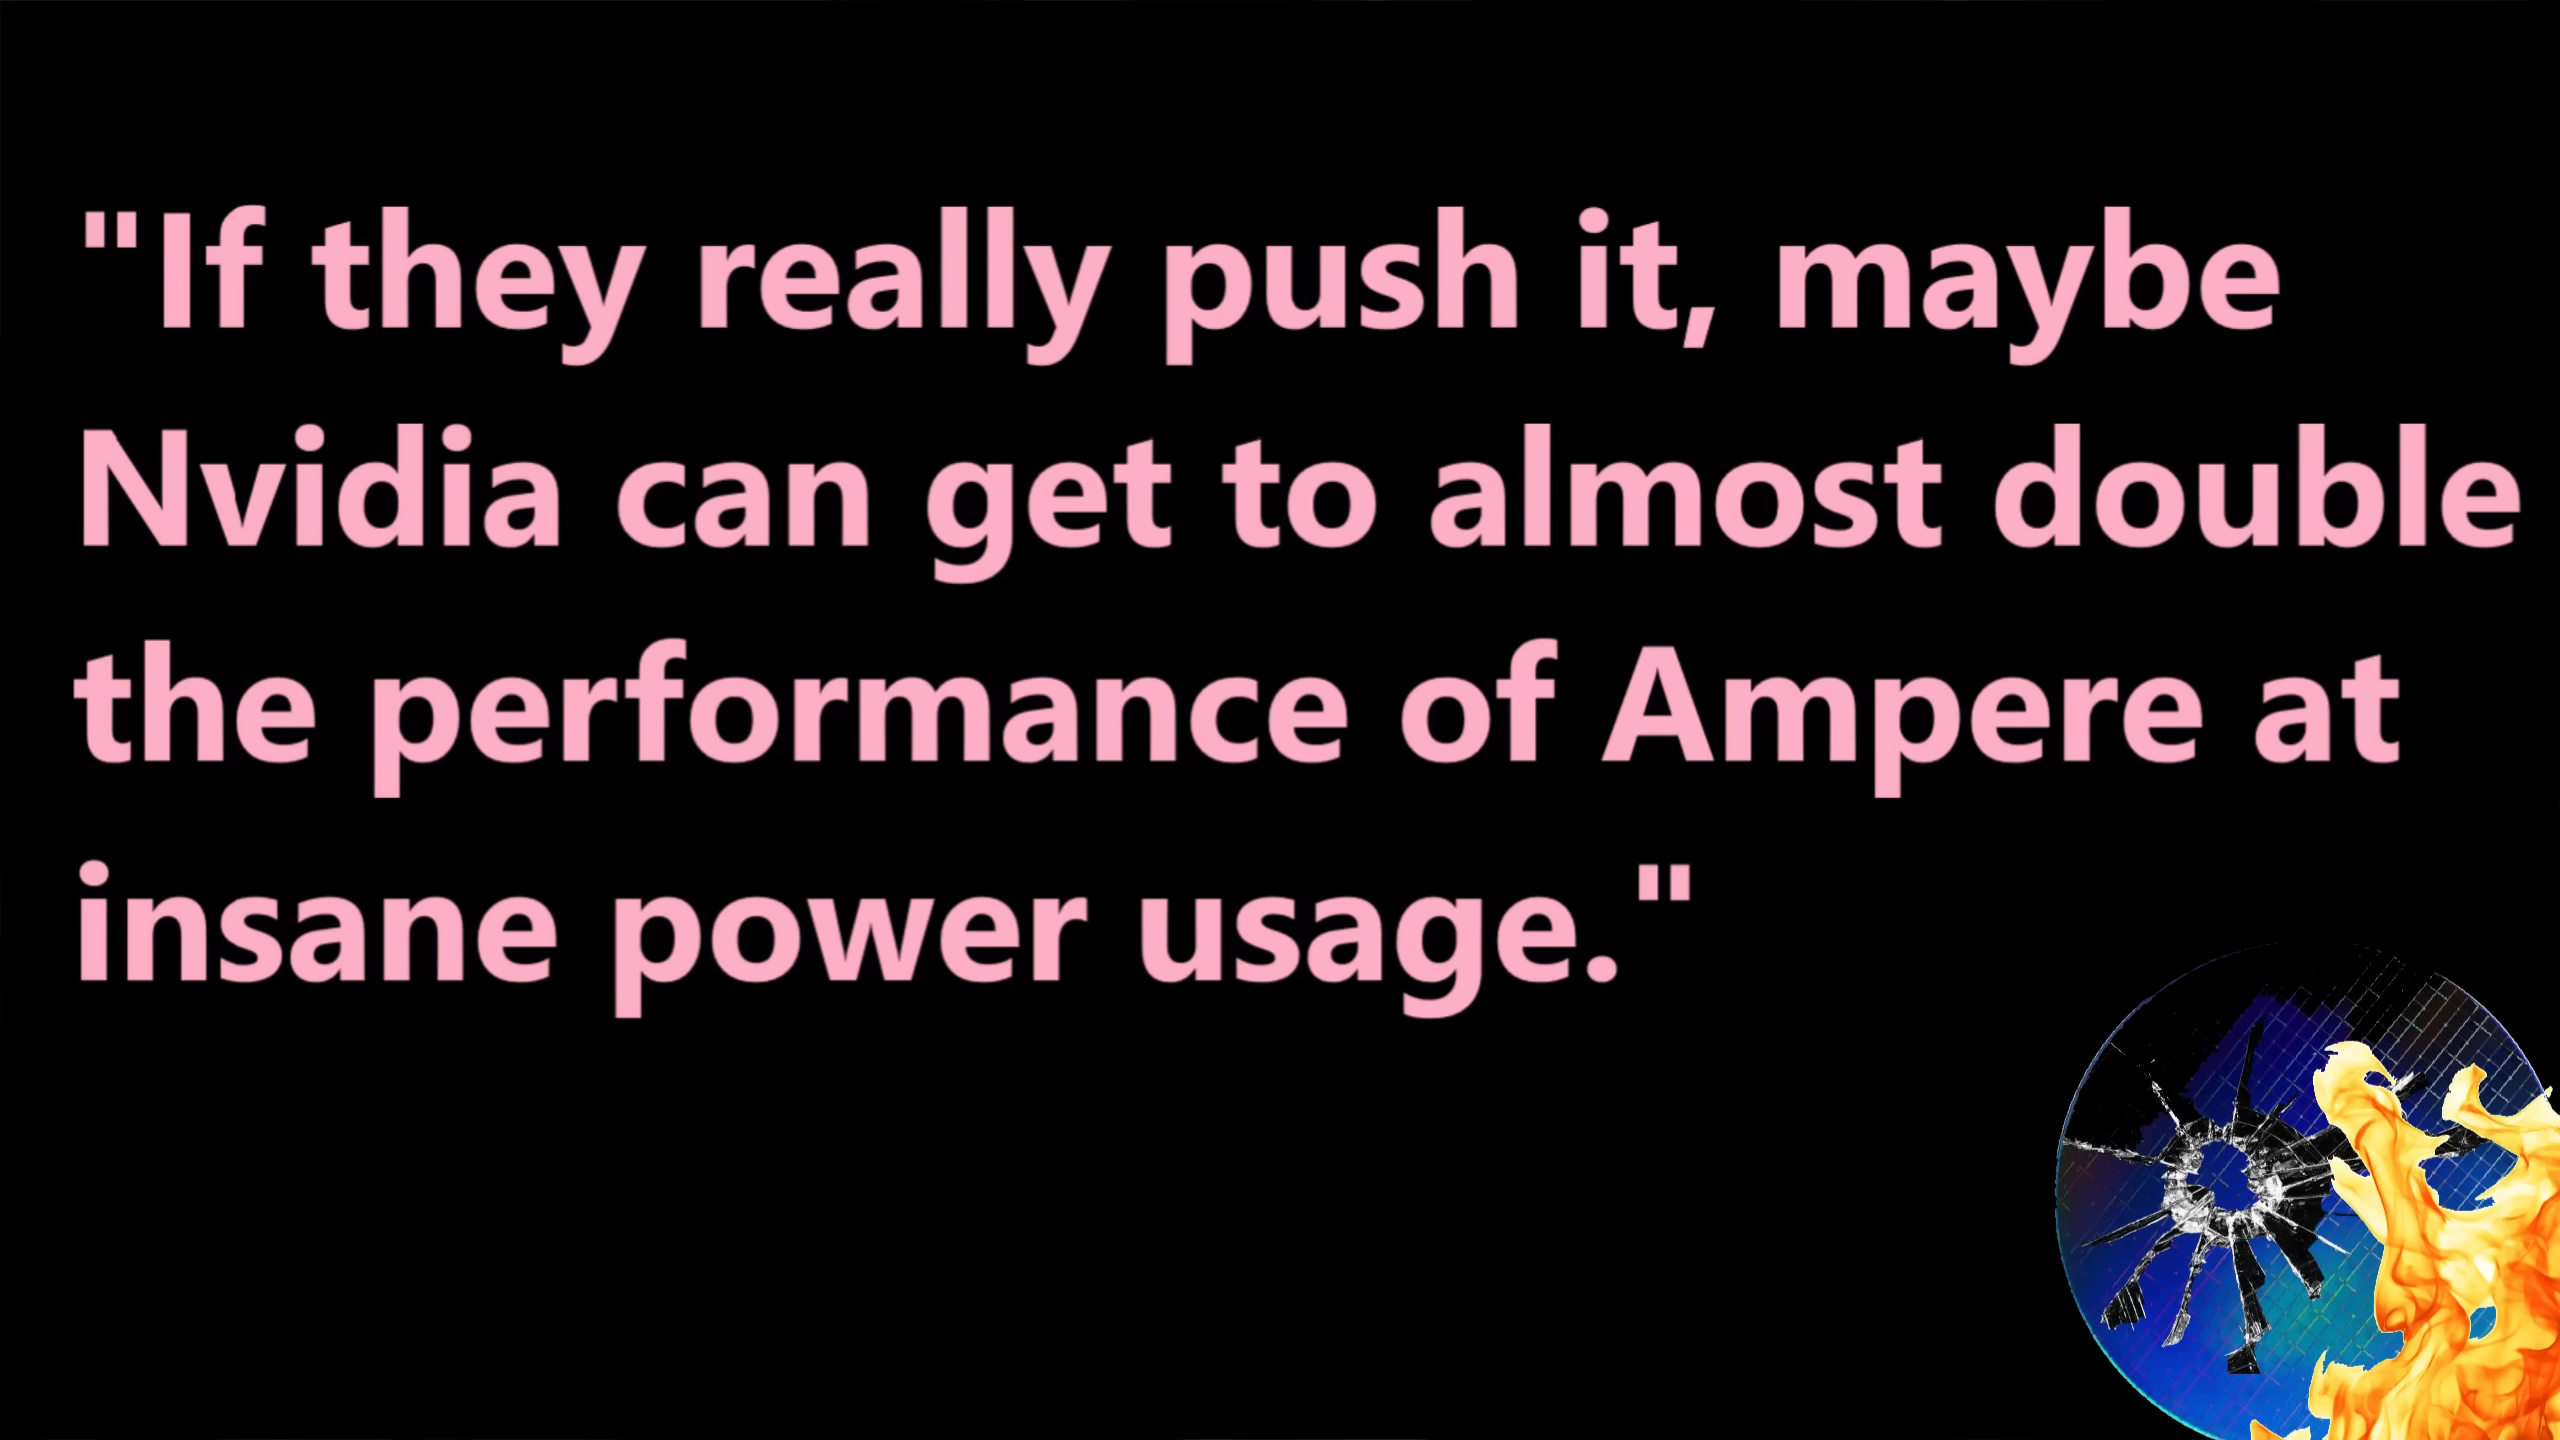 "If they really push it, maybe
Nvidia can get to almost double
the performance of Ampere at
insane power usage."